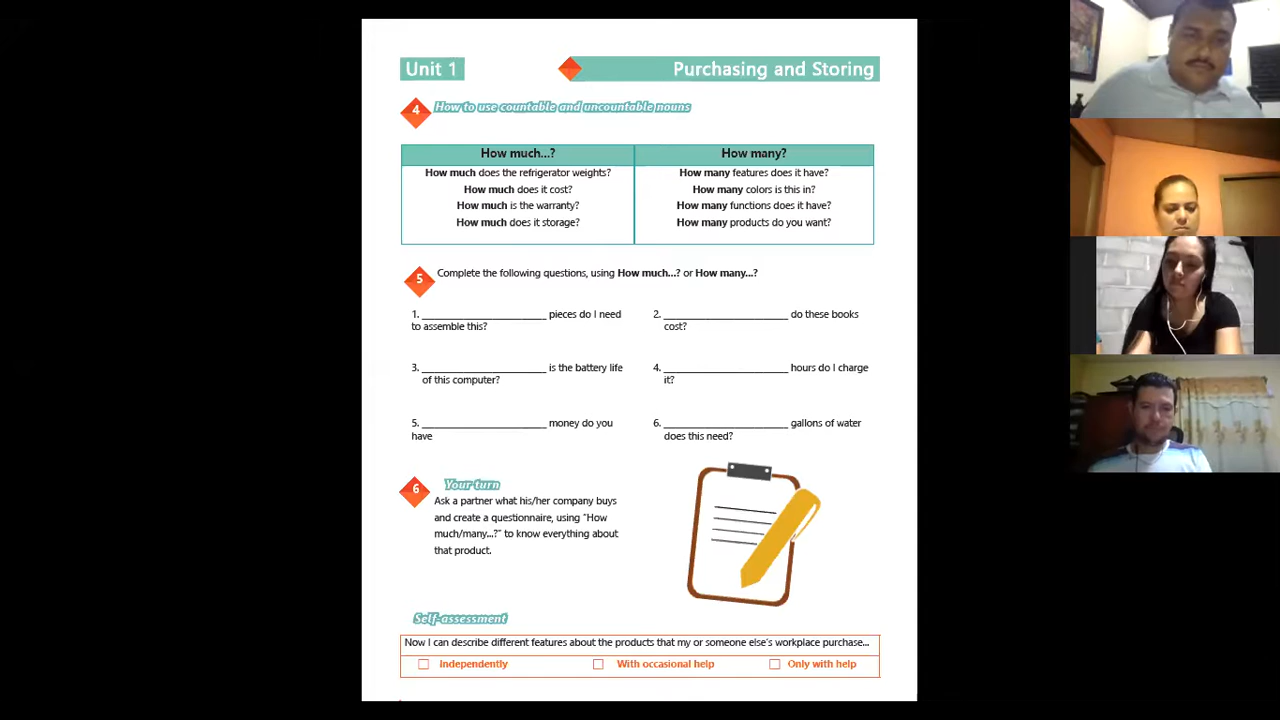 Unit 1
Purchasing and Storing
4
How to use countable and uncountable nouns
How much...?
How many?
How much does the refrigerator weights?
How many features does it have?
How much does it cost?
How many colors is this in?
How much is the warranty?
How many functions does it have?
How much does it storage?
How many products do you want?
5
Complete the following questions, using How much...? or How many...?
1. ______________________ pieces do I need
to assemble this?
2. ______________________ do these books
cost?
3. ______________________ is the battery life
of this computer?
4. ______________________ hours do I charge
it?
5. ______________________ money do you
have
6. ______________________ gallons of water
does this need?
6
Your turn
Ask a partner what his/her company buys
and create a questionnaire, using "How
much/many...?" to know everything about
that product.
Self-assessment
Now I can describe different features about the products that my or someone else's workplace purchase...
Independently
With occasional help
Only with help